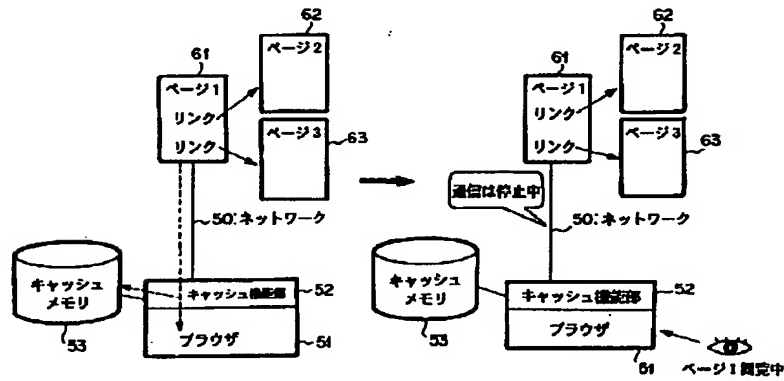 61
62
ページ2
ページ1
リンク
リンク
ページ3
63
50:ネットワーク
キャッシュ
メモリ
53
キャッシュ機能部
52
ブラウザ
51
61
62
ページ2
ページ1
リンク
リンク
ページ3
63
通信は停止中
50:ネットワーク
キャッシュ
メモリ
53
キャッシュ機能部
52
ブラウザ
51
ページ1閲覧中